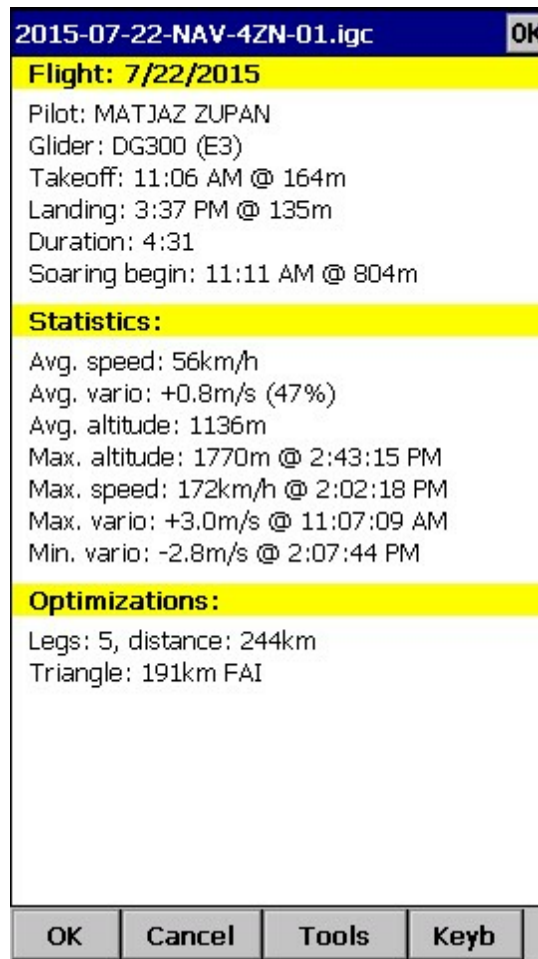 2015-07-22-NAV-4ZN-01.igc OK
Flight: 7/22/2015
Pilot: MATJAZ ZUPAN
Glider: DG300 (E3)
Takeoff: 11:06 AM @ 164m
Landing: 3:37 PM @ 135m
Duration: 4:31
Soaring begin: 11:11 AM @ 804m
Statistics:
Avg. speed: 56km/h
Avg. vario: +0.8m/s (47%)
Avg. altitude: 1136m
Max. altitude: 1770m @ 2:43:15 PM
Max. speed: 172km/h @ 2:02:18 PM
Max. vario: +3.0m/s @ 11:07:09 AM
Min. vario: -2.8m/s @ 2:07:44 PM
Optimizations:
Legs: 5, distance: 244km
Triangle: 191km FAI
OK Cancel Tools Keyb